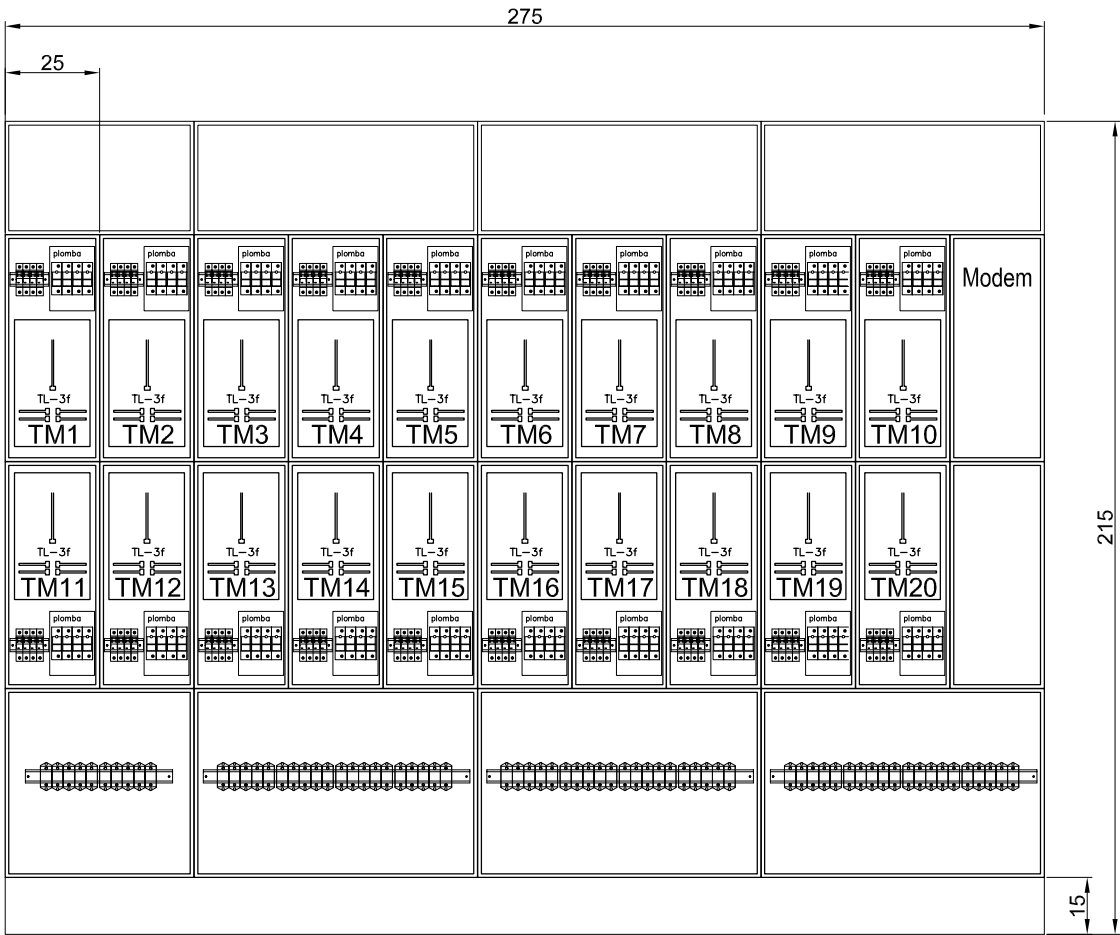 275
25
plomba plomba plomba plomba plomba plomba plomba plomba plomba plomba
Modem
TL-3f TL-3f TL-3f TL-3f TL-3f TL-3f TL-3f TL-3f TL-3f TL-3f
TM1 TM2 TM3 TM4 TM5 TM6 TM7 TM8 TM9 TM10
215
TL-3f TL-3f TL-3f TL-3f TL-3f TL-3f TL-3f TL-3f TL-3f TL-3f
TM11 TM12 TM13 TM14 TM15 TM16 TM17 TM18 TM19 TM20
plomba plomba plomba plomba plomba plomba plomba plomba plomba plomba
15